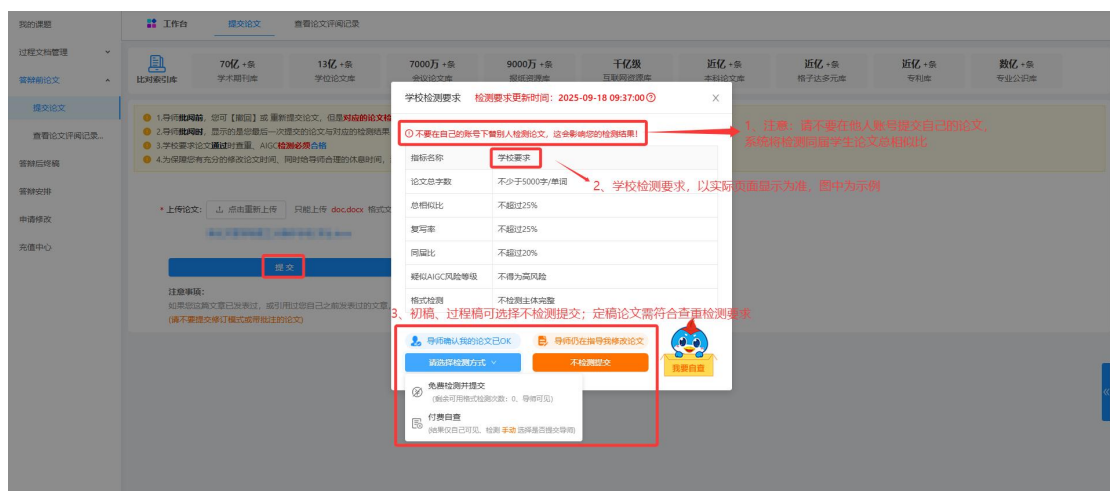 我的课题
工作台 提交论文 查看论文评阅记录
过程文档管理
答辩前论文
提交论文
查看论文评阅记录...
答辩后终稿
答辩安排
申请修改
充值中心
比对索引库
70亿 +条
学术期刊库
13亿 +条
学位论文库
7000万 +条
会议论文库
9000万 +条
报纸资源库
千亿级
互联网资源库
近亿 +条
本科论文库
近亿 +条
格子达多元库
近亿 +条
专利库
数亿 +条
专业公识库
1.导师批阅前，您可【撤回】或 重新提交论文，但是对应的论文检
2.导师批阅时，显示的是您最后一次提交的论文与对应的检测结果
3.学校要求论文通过时查重、AIGC检测必须合格
4.为保障您有充分的修改论文时间，同时给导师合理的休息时间，
* 上传论文: 点击重新上传 只能上传 doc,docx 格式文
提交
注意事项:
如果您这篇文章已发表过，或引用过您自己之前发表过的文章，
(请不要提交修订模式或带批注的论文)
学校检测要求 检测要求更新时间：2025-09-18 09:37:00
不要在自己的账号下替别人检测论文，这会影响您的检测结果！
指标名称 学校要求
论文总字数 不少于5000字/单词
总相似比 不超过25%
复写率 不超过25%
同届比 不超过20%
疑似AIGC风险等级 不得为高风险
格式检测 不检测主体完整
导师确认我的论文已OK 导师仍在指导我修改论文
请选择检测方式 不检测提交
我要自查
免费检测并提交
(剩余可用格式检测次数：0、导师可见)
付费自查
(结果仅自己可见，检测 手动 选择是否提交导师)
1、注意：请不要在他人账号提交自己的论文，
系统将检测同届学生论文总相似比
2、学校检测要求，以实际页面显示为准，图中为示例
3、初稿、过程稿可选择不检测提交；定稿论文需符合查重检测要求